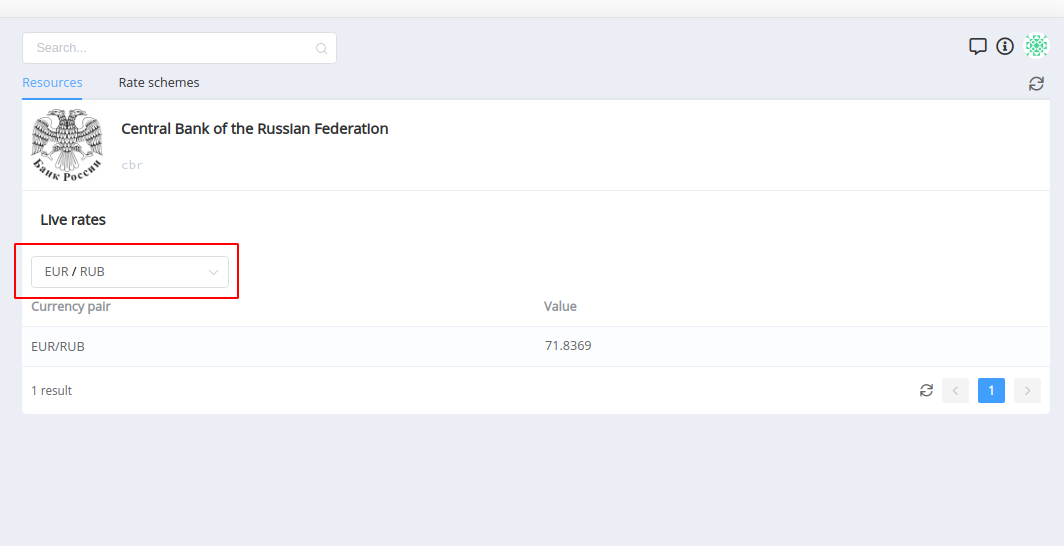 Search...
Resources
Rate schemes
Central Bank of the Russian Federation
cbr
Банк России
Live rates
EUR / RUB
Currency pair
Value
EUR/RUB
71.8369
1 result
1